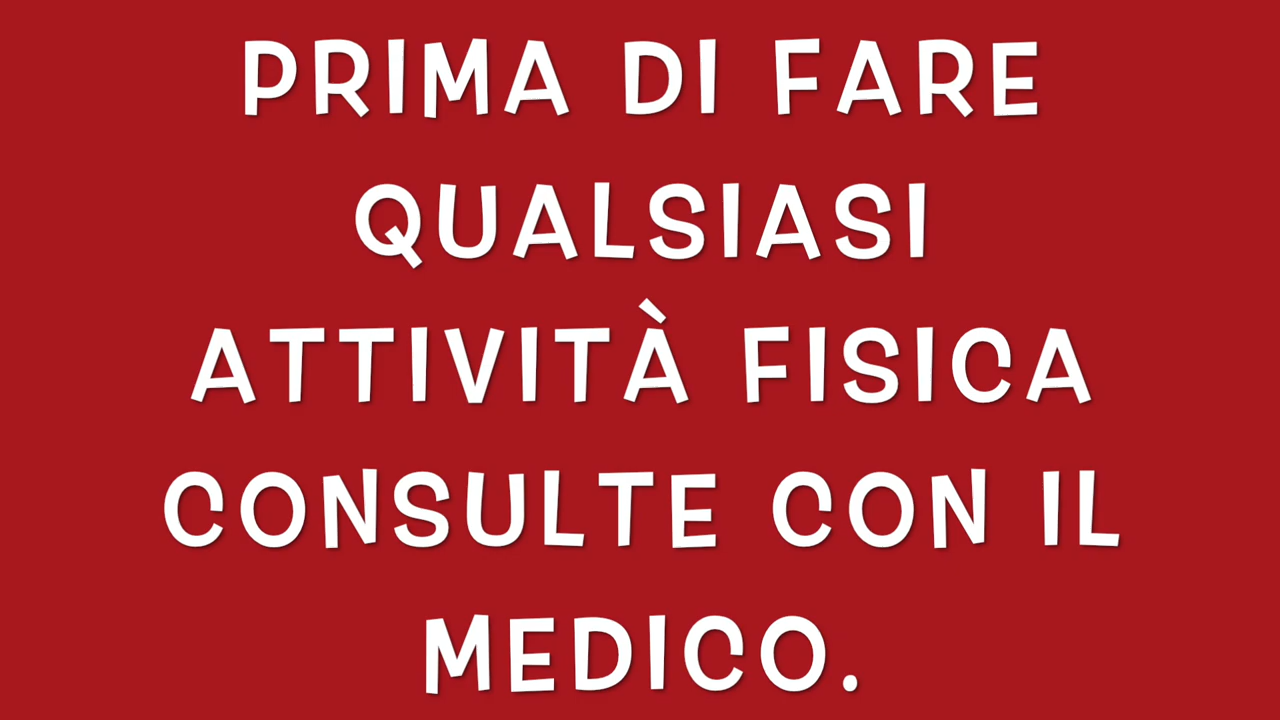 PRIMA DI FARE
QUALSIASI
ATTIVITÀ FISICA
CONSULTE CON IL
MEDICO.